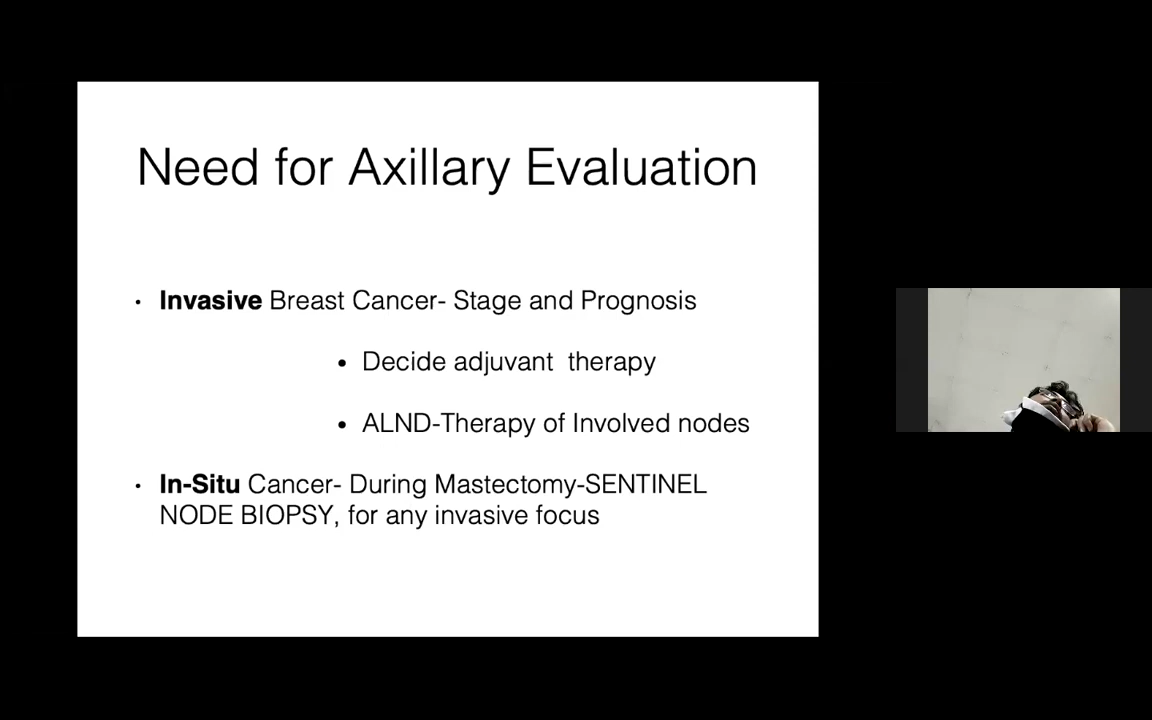 Need for Axillary Evaluation
• Invasive Breast Cancer- Stage and Prognosis
• Decide adjuvant therapy
• ALND-Therapy of Involved nodes
• In-Situ Cancer- During Mastectomy-SENTINEL
NODE BIOPSY, for any invasive focus